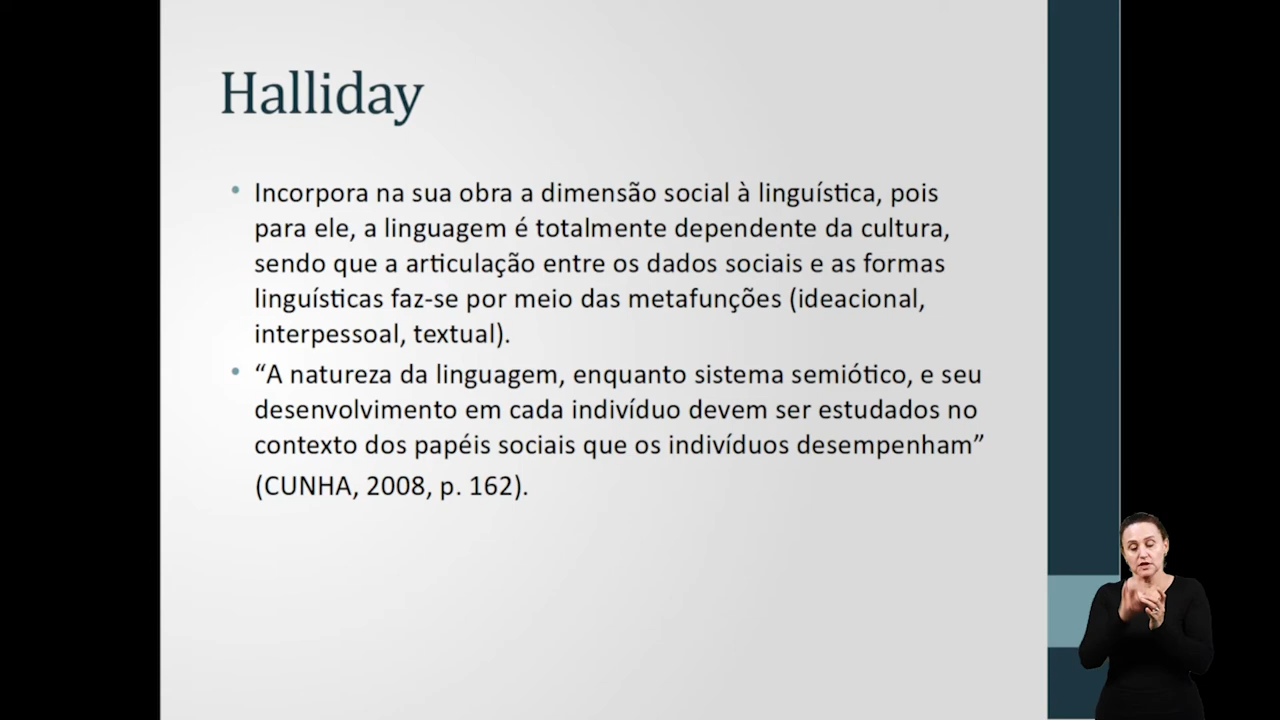 Halliday
• Incorpora na sua obra a dimensão social à linguística, pois
para ele, a linguagem é totalmente dependente da cultura,
sendo que a articulação entre os dados sociais e as formas
linguísticas faz-se por meio das metafunções (ideacional,
interpessoal, textual).
• “A natureza da linguagem, enquanto sistema semiótico, e seu
desenvolvimento em cada indivíduo devem ser estudados no
contexto dos papéis sociais que os indivíduos desempenham”
(CUNHA, 2008, p. 162).